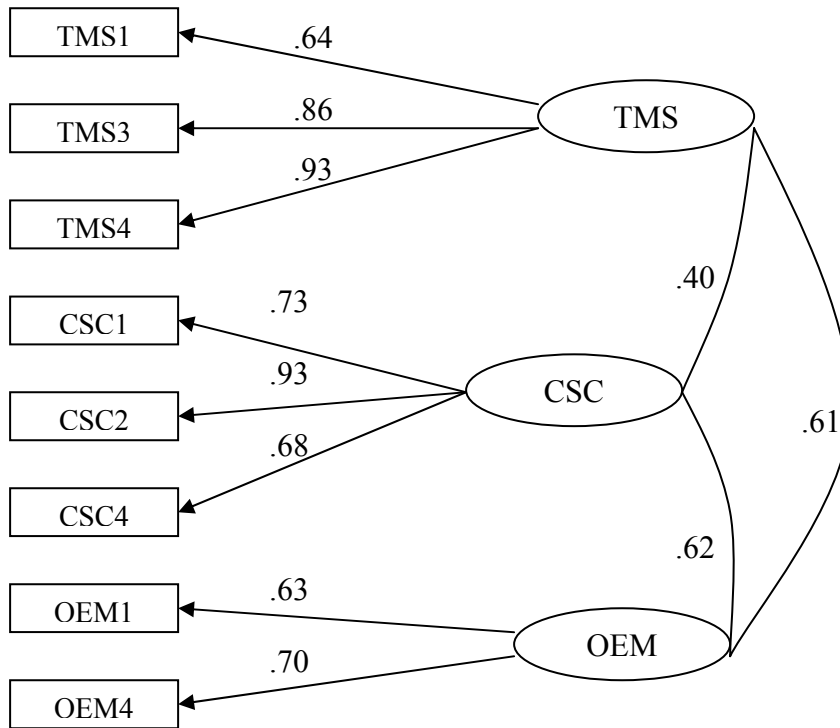 TMS1
.64
TMS3
.86
TMS
TMS4
.93
CSC1
.73
.40
CSC2
.93
CSC
CSC4
.68
.61
OEM1
.63
.62
OEM
OEM4
.70